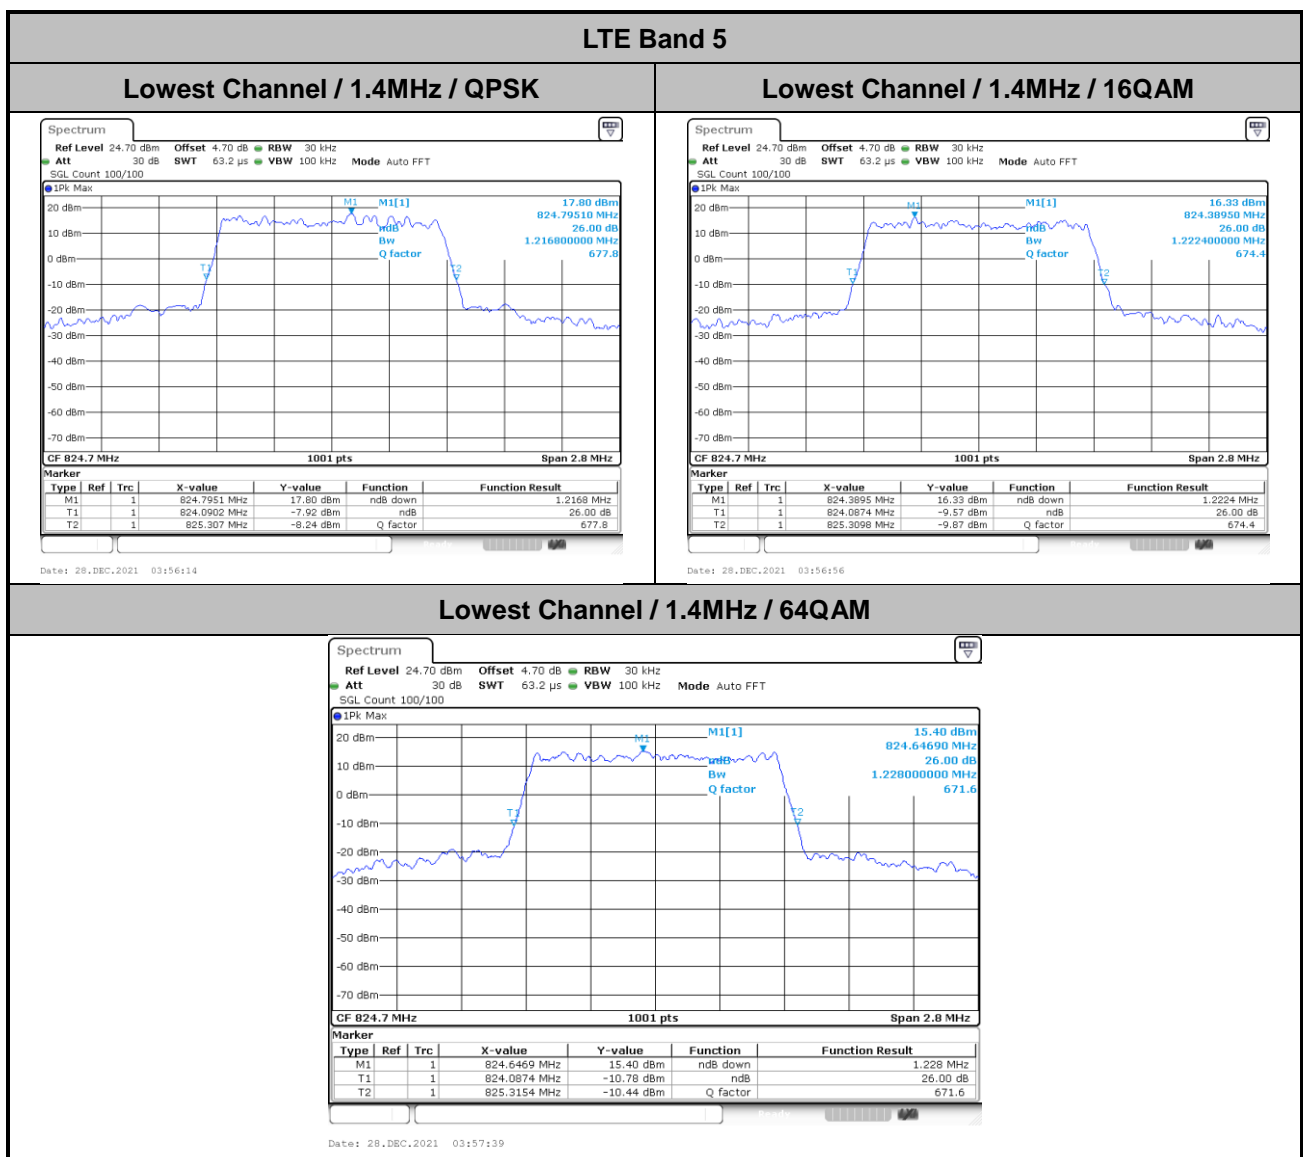 LTE Band 5
Lowest Channel / 1.4MHz / QPSK
Lowest Channel / 1.4MHz / 16QAM
Spectrum
Ref Level 24.70 dBm Offset 4.70 dB RBW 30 kHz
Att 30 dB SWT 63.2 µs VBW 100 kHz Mode Auto FFT
SGL Count 100/100
1Pk Max
M1
M1[1] 17.80 dBm
824.79510 MHz
ndB 26.00 dB
Bw 1.216800000 MHz
Q factor 677.8
T1
T2
20 dBm
10 dBm
0 dBm
-10 dBm
-20 dBm
-30 dBm
-40 dBm
-50 dBm
-60 dBm
-70 dBm
CF 824.7 MHz 1001 pts Span 2.8 MHz
Marker
Type Ref Trc X-value Y-value Function Function Result
M1 1 824.7951 MHz 17.80 dBm ndB down 1.2168 MHz
T1 1 824.0902 MHz -7.92 dBm ndB 26.00 dB
T2 1 825.307 MHz -8.24 dBm Q factor 677.8
Date: 28.DEC.2021 03:56:14
Spectrum
Ref Level 24.70 dBm Offset 4.70 dB RBW 30 kHz
Att 30 dB SWT 63.2 µs VBW 100 kHz Mode Auto FFT
SGL Count 100/100
1Pk Max
M1
M1[1] 16.33 dBm
824.38950 MHz
ndB 26.00 dB
Bw 1.222400000 MHz
Q factor 674.4
T1
T2
20 dBm
10 dBm
0 dBm
-10 dBm
-20 dBm
-30 dBm
-40 dBm
-50 dBm
-60 dBm
-70 dBm
CF 824.7 MHz 1001 pts Span 2.8 MHz
Marker
Type Ref Trc X-value Y-value Function Function Result
M1 1 824.3895 MHz 16.33 dBm ndB down 1.2224 MHz
T1 1 824.0874 MHz -9.57 dBm ndB 26.00 dB
T2 1 825.3098 MHz -9.87 dBm Q factor 674.4
Date: 28.DEC.2021 03:56:56
Lowest Channel / 1.4MHz / 64QAM
Spectrum
Ref Level 24.70 dBm Offset 4.70 dB RBW 30 kHz
Att 30 dB SWT 63.2 µs VBW 100 kHz Mode Auto FFT
SGL Count 100/100
1Pk Max
M1
M1[1] 15.40 dBm
824.64690 MHz
ndB 26.00 dB
Bw 1.228000000 MHz
Q factor 671.6
T1
T2
20 dBm
10 dBm
0 dBm
-10 dBm
-20 dBm
-30 dBm
-40 dBm
-50 dBm
-60 dBm
-70 dBm
CF 824.7 MHz 1001 pts Span 2.8 MHz
Marker
Type Ref Trc X-value Y-value Function Function Result
M1 1 824.6469 MHz 15.40 dBm ndB down 1.228 MHz
T1 1 824.0874 MHz -10.78 dBm ndB 26.00 dB
T2 1 825.3154 MHz -10.44 dBm Q factor 671.6
Date: 28.DEC.2021 03:57:39